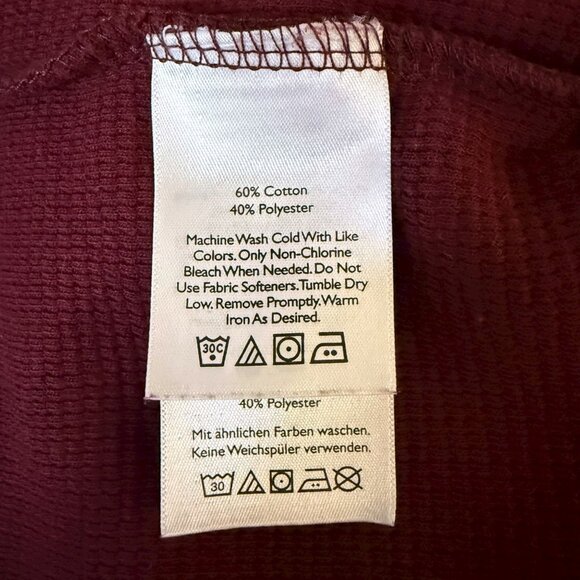 60% Cotton
40% Polyester
Machine Wash Cold With Like
Colors. Only Non-Chlorine
Bleach When Needed. Do Not
Use Fabric Softeners. Tumble Dry
Low. Remove Promptly. Warm
Iron As Desired.
30C
40% Polyester
Mit ähnlichen Farben waschen.
Keine Weichspüler verwenden.
30